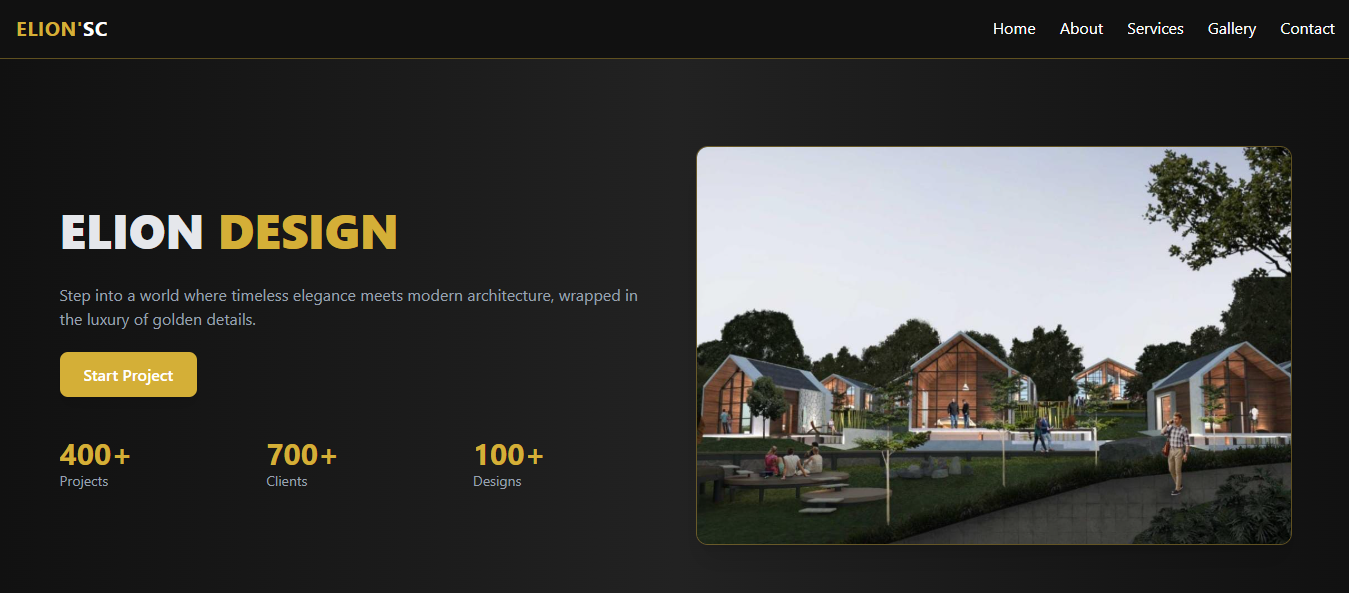 ELION'SC
Home About Services Gallery Contact
ELION DESIGN
Step into a world where timeless elegance meets modern architecture, wrapped in
the luxury of golden details.
Start Project
400+ 700+ 100+
Projects Clients Designs